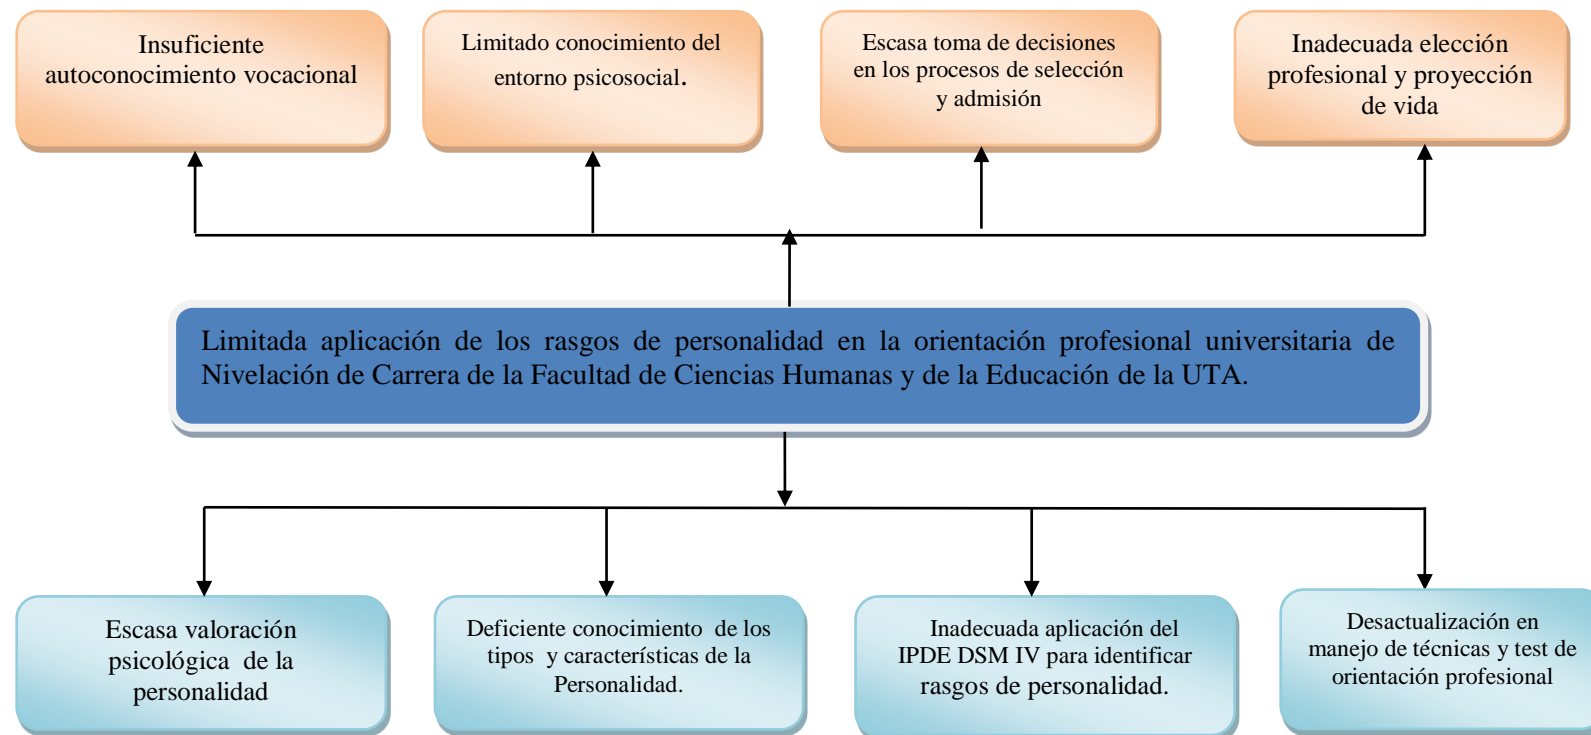 Insuficiente
autoconocimiento vocacional
Limitado conocimiento del
entorno psicosocial.
Escasa toma de decisiones
en los procesos de selección
y admisión
Inadecuada elección
profesional y proyección
de vida
Limitada aplicación de los rasgos de personalidad en la orientación profesional universitaria de
Nivelación de Carrera de la Facultad de Ciencias Humanas y de la Educación de la UTA.
Escasa valoración
psicológica de la
personalidad
Deficiente conocimiento de los
tipos y características de la
Personalidad.
Inadecuada aplicación del
IPDE DSM IV para identificar
rasgos de personalidad.
Desactualización en
manejo de técnicas y test de
orientación profesional